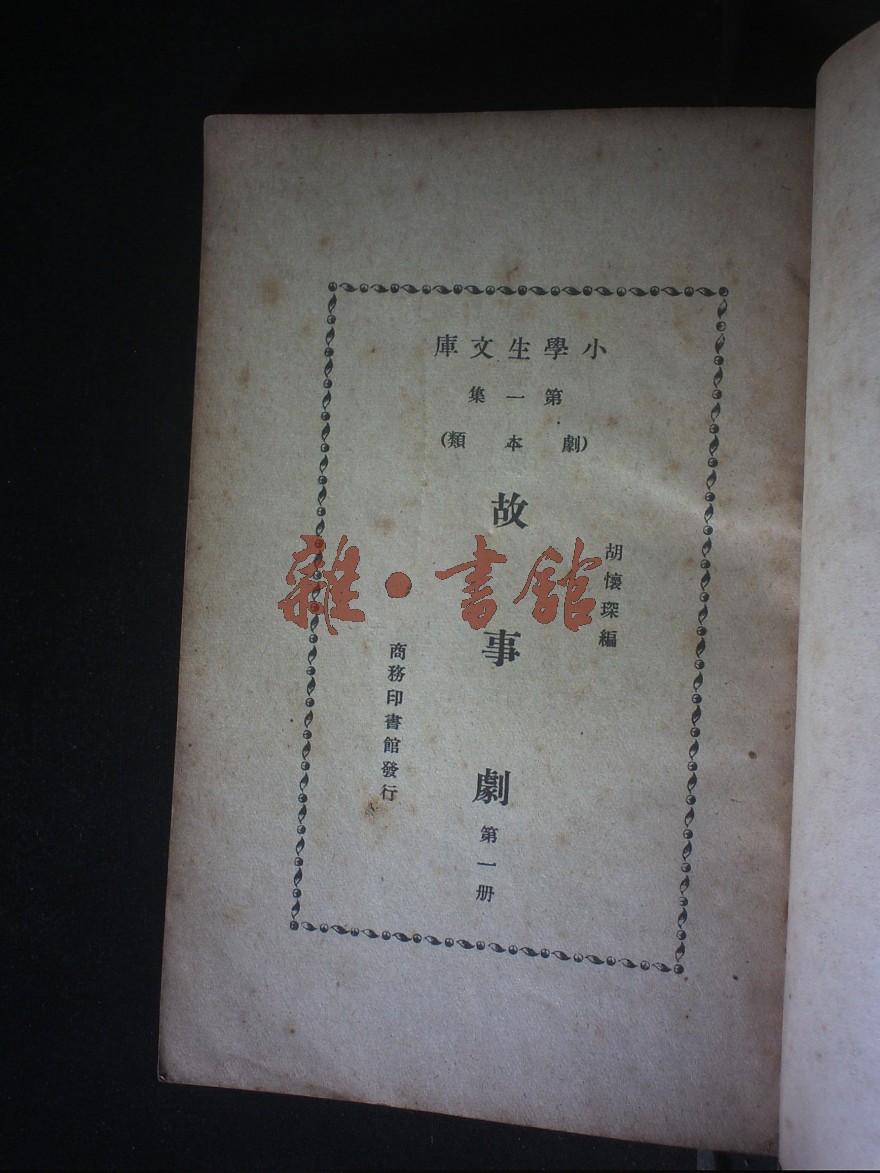 小學生文庫
第一集
(劇本類)
胡懷琛編
故事劇
第一册
商務印書館發行
雜·書館